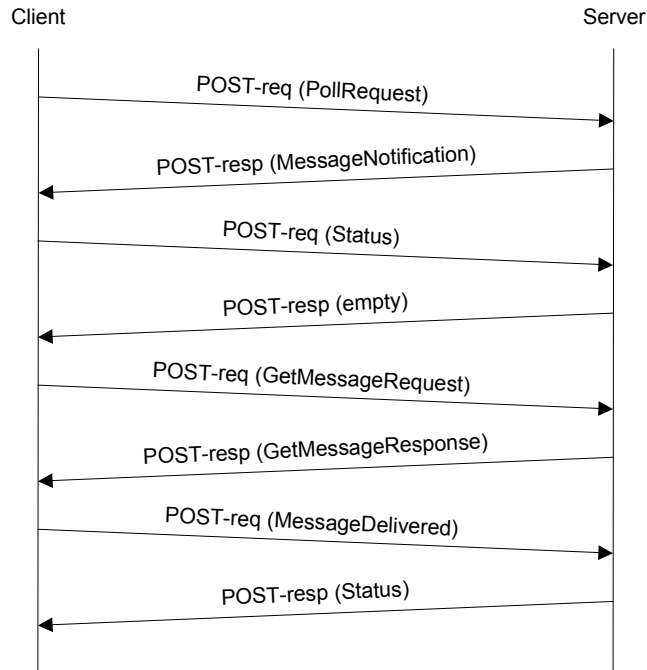 Client
Server
POST-req (PollRequest)
POST-resp (MessageNotification)
POST-req (Status)
POST-resp (empty)
POST-req (GetMessageRequest)
POST-resp (GetMessageResponse)
POST-req (MessageDelivered)
POST-resp (Status)